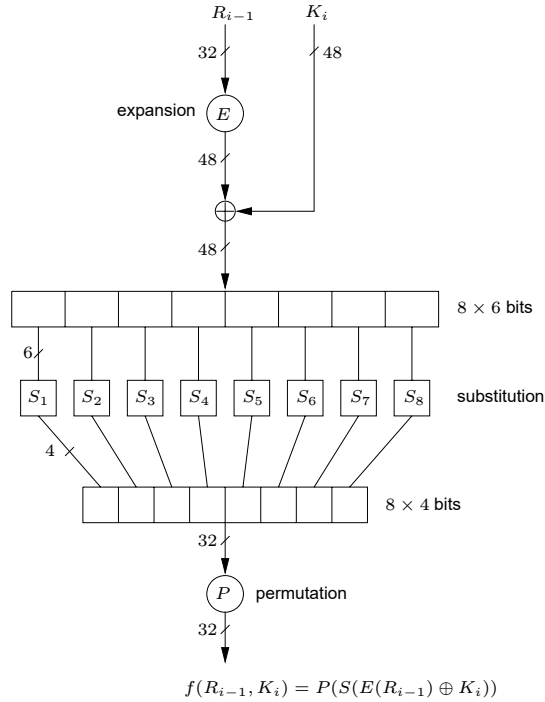 R_{i−1} K_i
32 48
expansion E
48
48
8 × 6 bits
6
S_1 S_2 S_3 S_4 S_5 S_6 S_7 S_8 substitution
4
8 × 4 bits
32
P permutation
32
f(R_{i−1}, K_i) = P(S(E(R_{i−1}) ⊕ K_i))